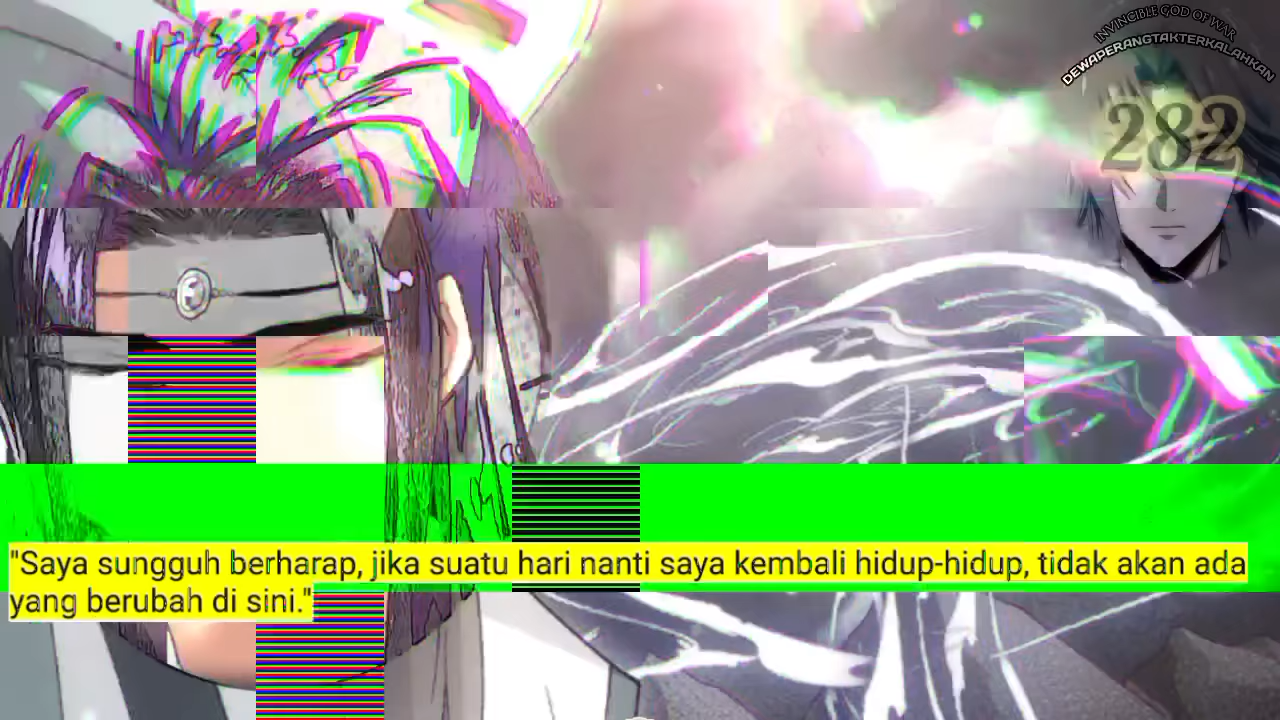 INVINCIBLE GOD OF WAR
DEWAPERANGTAKTERKALAHKAN
282
"Saya sungguh berharap, jika suatu hari nanti saya kembali hidup-hidup, tidak akan ada
yang berubah di sini."